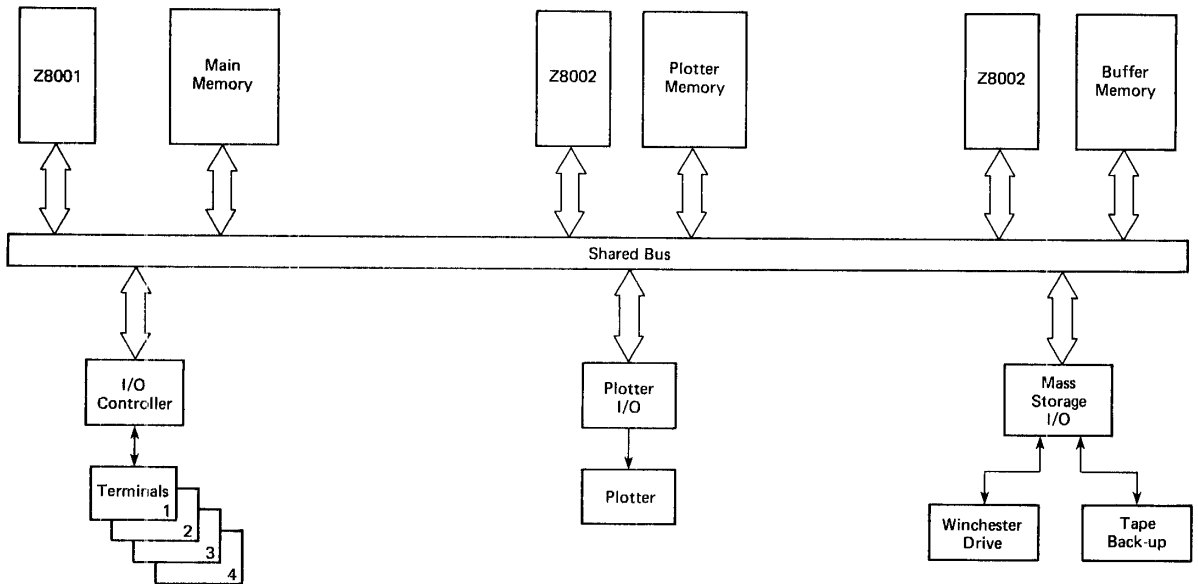 Z8001
Main
Memory
Z8002
Plotter
Memory
Z8002
Buffer
Memory
Shared Bus
I/O
Controller
Plotter
I/O
Mass
Storage
I/O
Terminals
1
2
3
4
Plotter
Winchester
Drive
Tape
Back-up